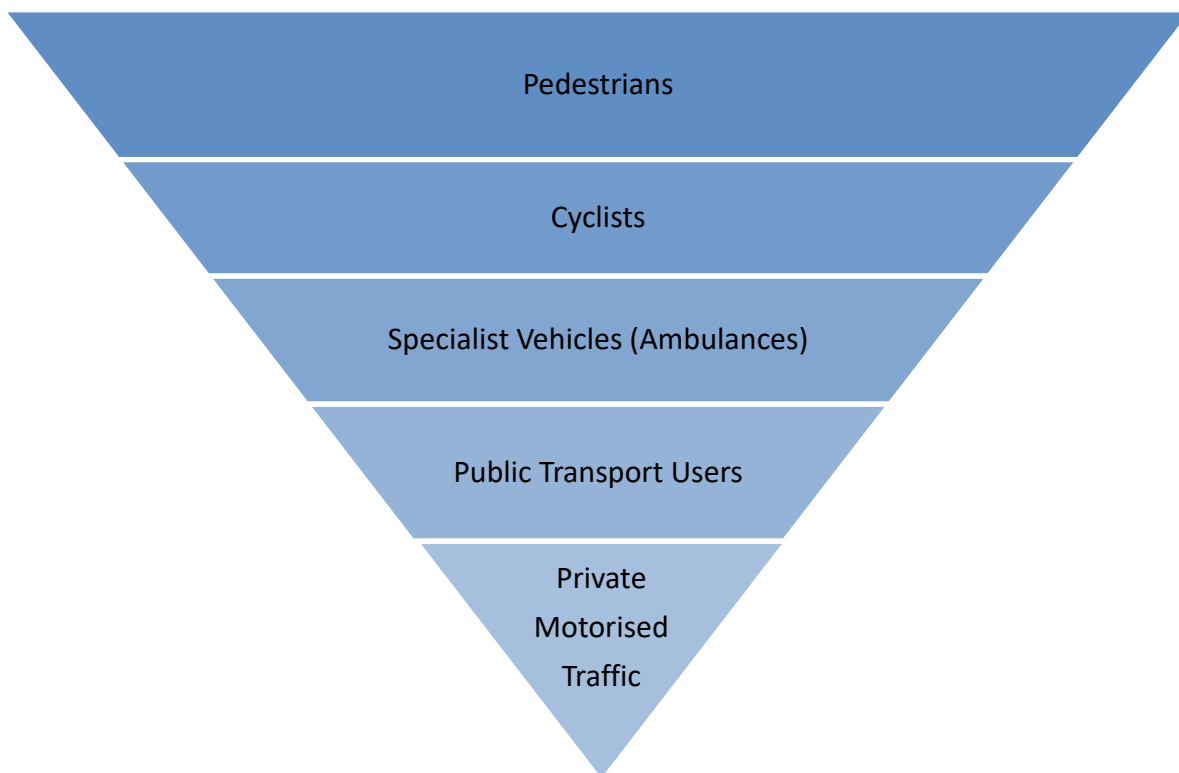 Pedestrians
Cyclists
Specialist Vehicles (Ambulances)
Public Transport Users
Private
Motorised
Traffic